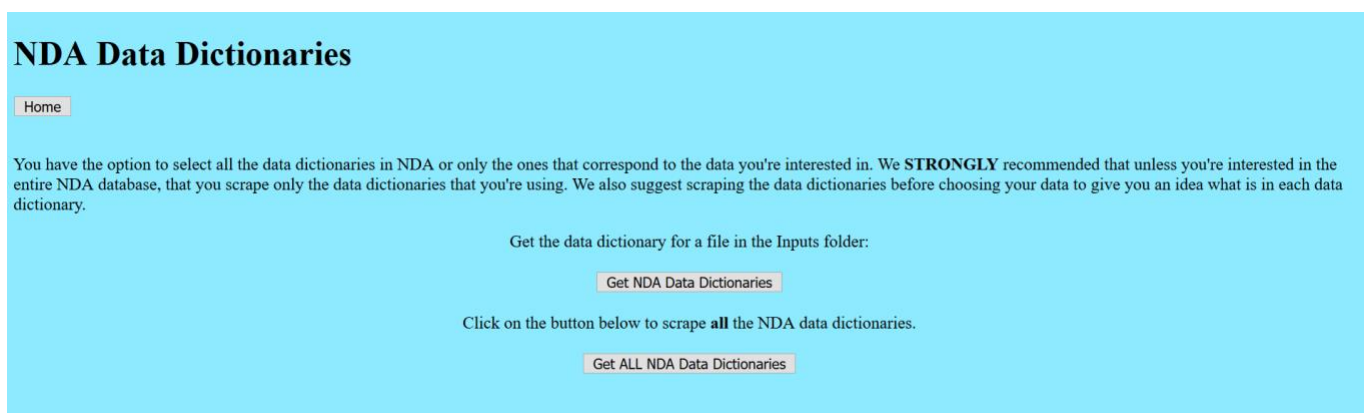 NDA Data Dictionaries
Home
You have the option to select all the data dictionaries in NDA or only the ones that correspond to the data you're interested in. We STRONGLY recommended that unless you're interested in the
entire NDA database, that you scrape only the data dictionaries that you're using. We also suggest scraping the data dictionaries before choosing your data to give you an idea what is in each data
dictionary.
Get the data dictionary for a file in the Inputs folder:
Get NDA Data Dictionaries
Click on the button below to scrape all the NDA data dictionaries.
Get ALL NDA Data Dictionaries